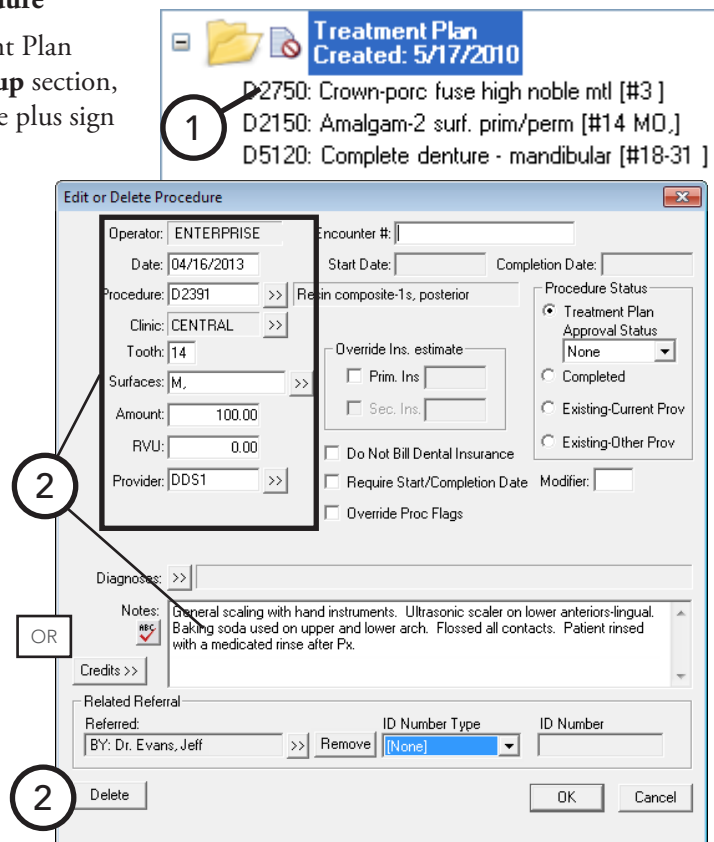 dure
nt Plan
up section,
e plus sign
Treatment Plan
Created: 5/17/2010
D2750: Crown-porc fuse high noble mtl [#3 ]
1
D2150: Amalgam-2 surf. prim/perm [#14 MO,]
D5120: Complete denture - mandibular [#18-31 ]
Edit or Delete Procedure
Operator: ENTERPRISE Encounter #:
Date: 04/16/2013 Start Date: Completion Date:
Procedure: D2391 >> Resin composite-1s, posterior Procedure Status
Treatment Plan
Approval Status
Clinic: CENTRAL >>
Tooth: 14 Override Ins. estimate None
Prim. Ins Completed
Surfaces: M, >>
Sec. Ins. Existing-Current Prov
Amount: 100.00
RVU: 0.00 Do Not Bill Dental Insurance Existing-Other Prov
2 Provider: DDS1 >> Require Start/Completion Date Modifier:
Override Proc Flags
Diagnoses: >>
Notes: General scaling with hand instruments. Ultrasonic scaler on lower anteriors-lingual.
OR ABC Baking soda used on upper and lower arch. Flossed all contacts. Patient rinsed
with a medicated rinse after Px.
Credits >>
Related Referral
Referred: ID Number Type ID Number
BY: Dr. Evans, Jeff >> Remove [None]
2 Delete OK Cancel